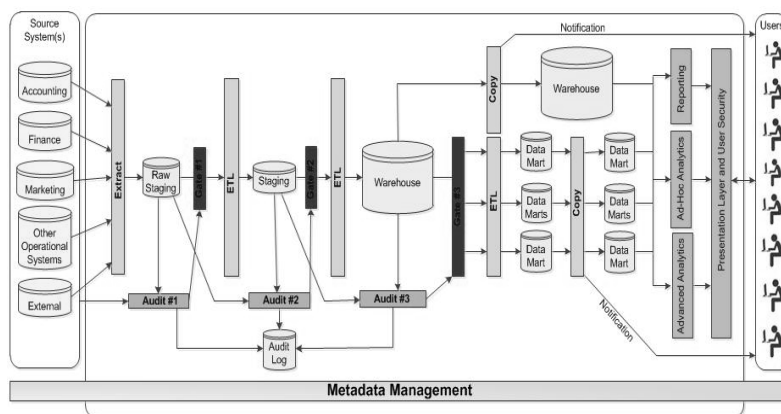 Source
System(s)
Accounting
Finance
Marketing
Other
Operational
Systems
External
Extract
Raw
Staging
Gate #1
ETL
Staging
Gate #2
ETL
Warehouse
Gate #3
Audit #1
Audit #2
Audit #3
Audit
Log
Copy
Notification
Warehouse
ETL
Data
Mart
Data
Marts
Data
Mart
Copy
Data
Mart
Data
Marts
Data
Mart
Notification
Reporting
Ad-Hoc Analytics
Advanced Analytics
Presentation Layer and User Security
Users
Metadata Management